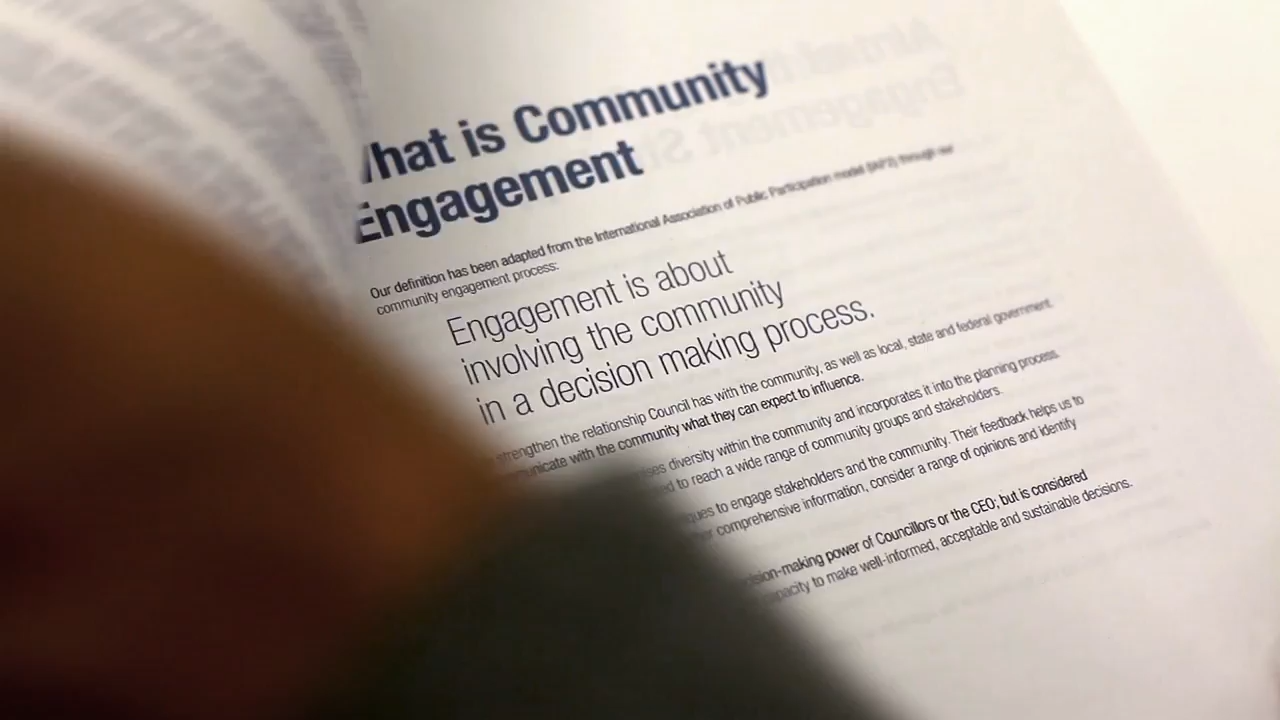 What is Community
Engagement
Our definition has been adapted from the International Association of Public Participation model (IAP2) through our
community engagement process:
Engagement is about
involving the community
in a decision making process.
strengthen the relationship Council has with the community, as well as local, state and federal government.
municate with the community what they can expect to influence.
ises diversity within the community and incorporates it into the planning process
ed to reach a wide range of community groups and stakeholders.
ques to engage stakeholders and the community. Their feedback helps us to
her comprehensive information, consider a range of opinions and identify
cision-making power of Councillors or the CEO; but is considered
apacity to make well-informed, acceptable and sustainable decisions.